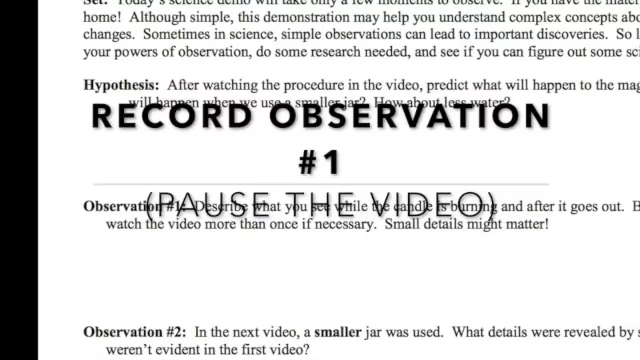 Set: Today's science demo will take only a few moments to observe. If you have the mater
home! Although simple, this demonstration may help you understand complex concepts abo
changes. Sometimes in science, simple observations can lead to important discoveries. So l
your powers of observation, do some research needed, and see if you can figure out some sci
Hypothesis: After watching the procedure in the video, predict what will happen to the mag
will happen when we use a smaller jar? How about less water?
RECORD OBSERVATION
#1
(PAUSE THE VIDEO)
Observation #1: Describe what you see while the candle is burning and after it goes out. B
watch the video more than once if necessary. Small details might matter!
Observation #2: In the next video, a smaller jar was used. What details were revealed by s
weren't evident in the first video?